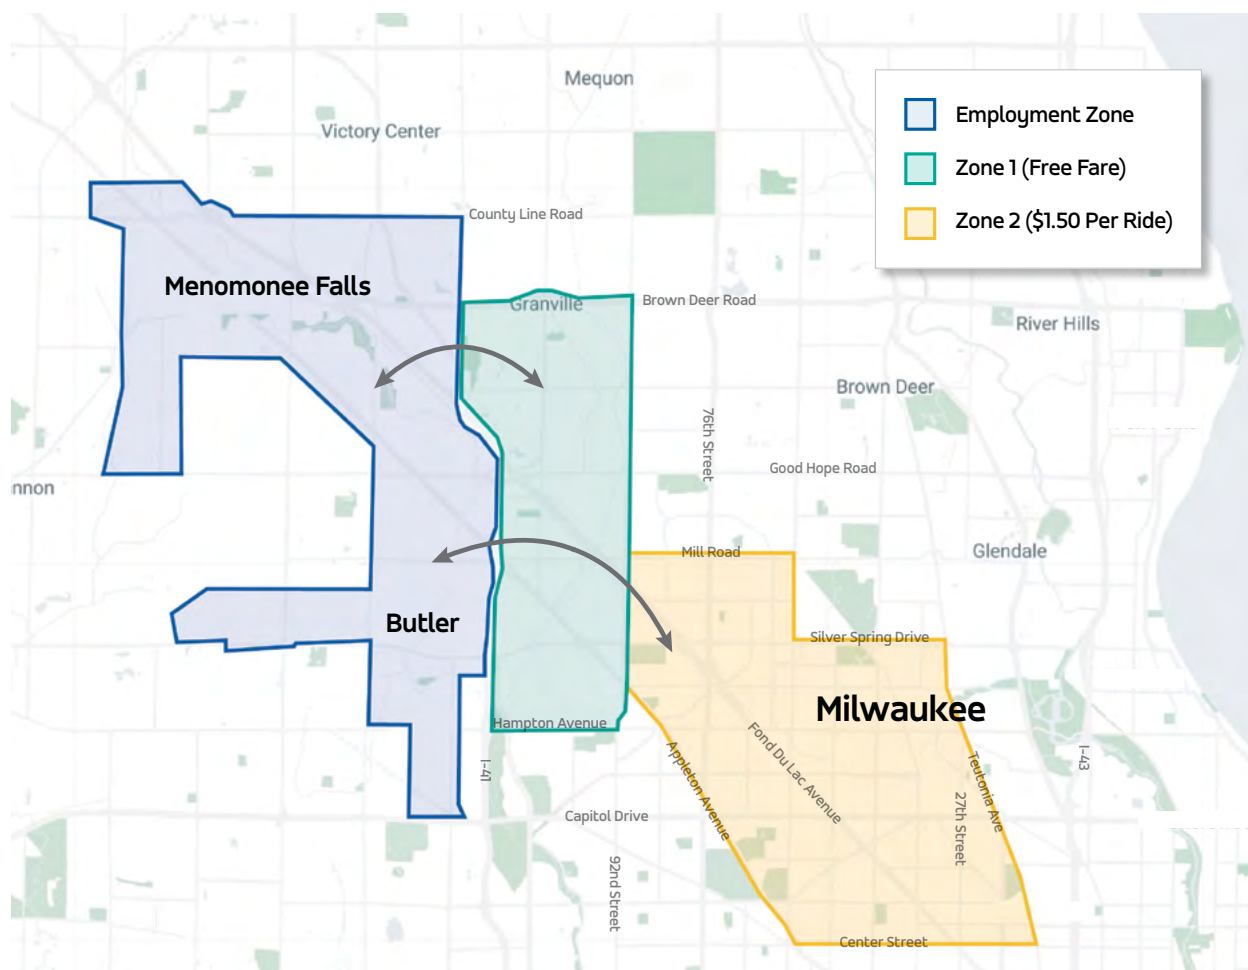 Mequon
Victory Center
Employment Zone
Zone 1 (Free Fare)
Zone 2 ($1.50 Per Ride)
County Line Road
Menomonee Falls
Granville
Brown Deer Road
River Hills
Brown Deer
76th Street
Good Hope Road
nnon
Mill Road
Glendale
Butler
Silver Spring Drive
Milwaukee
Hampton Avenue
Fond Du Lac Avenue
Appleton Avenue
Teutonia Ave
I-43
I-41
27th Street
Capitol Drive
92nd Street
Center Street